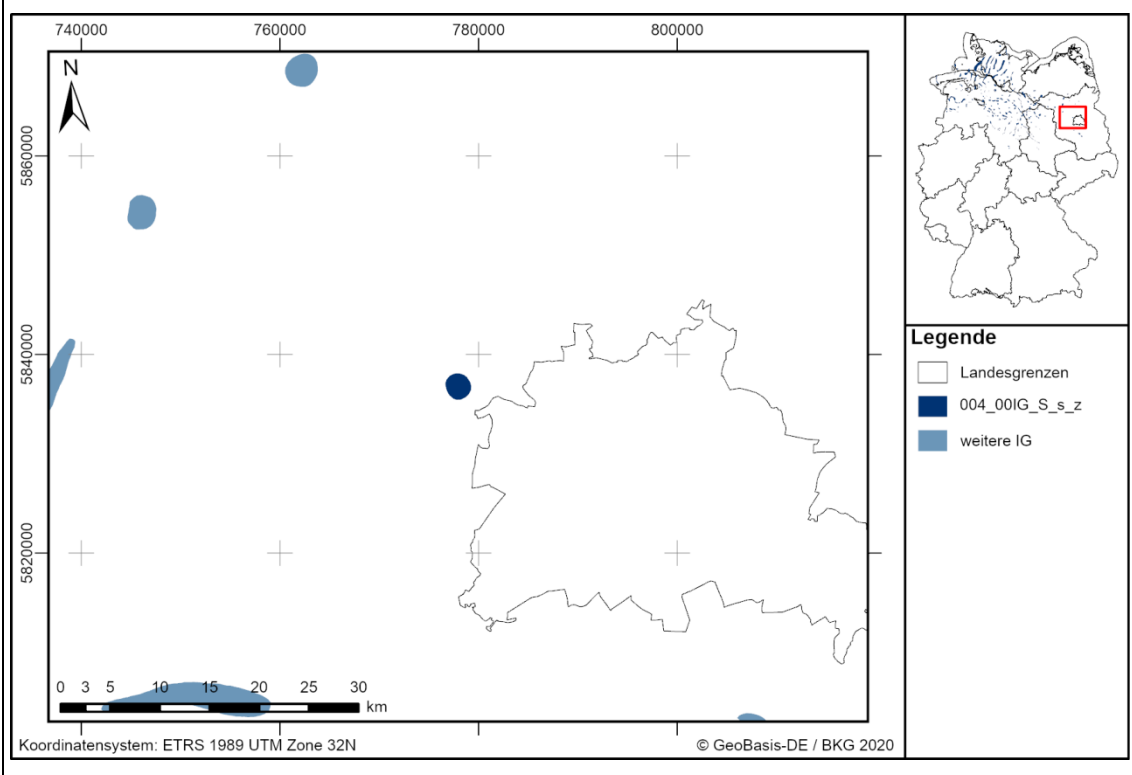 740000 760000 780000 800000
N
5860000
5840000
5820000
0 3 5 10 15 20 25 30
km
Koordinatensystem: ETRS 1989 UTM Zone 32N
© GeoBasis-DE / BKG 2020
Legende
Landesgrenzen
004_00IG_S_s_z
weitere IG